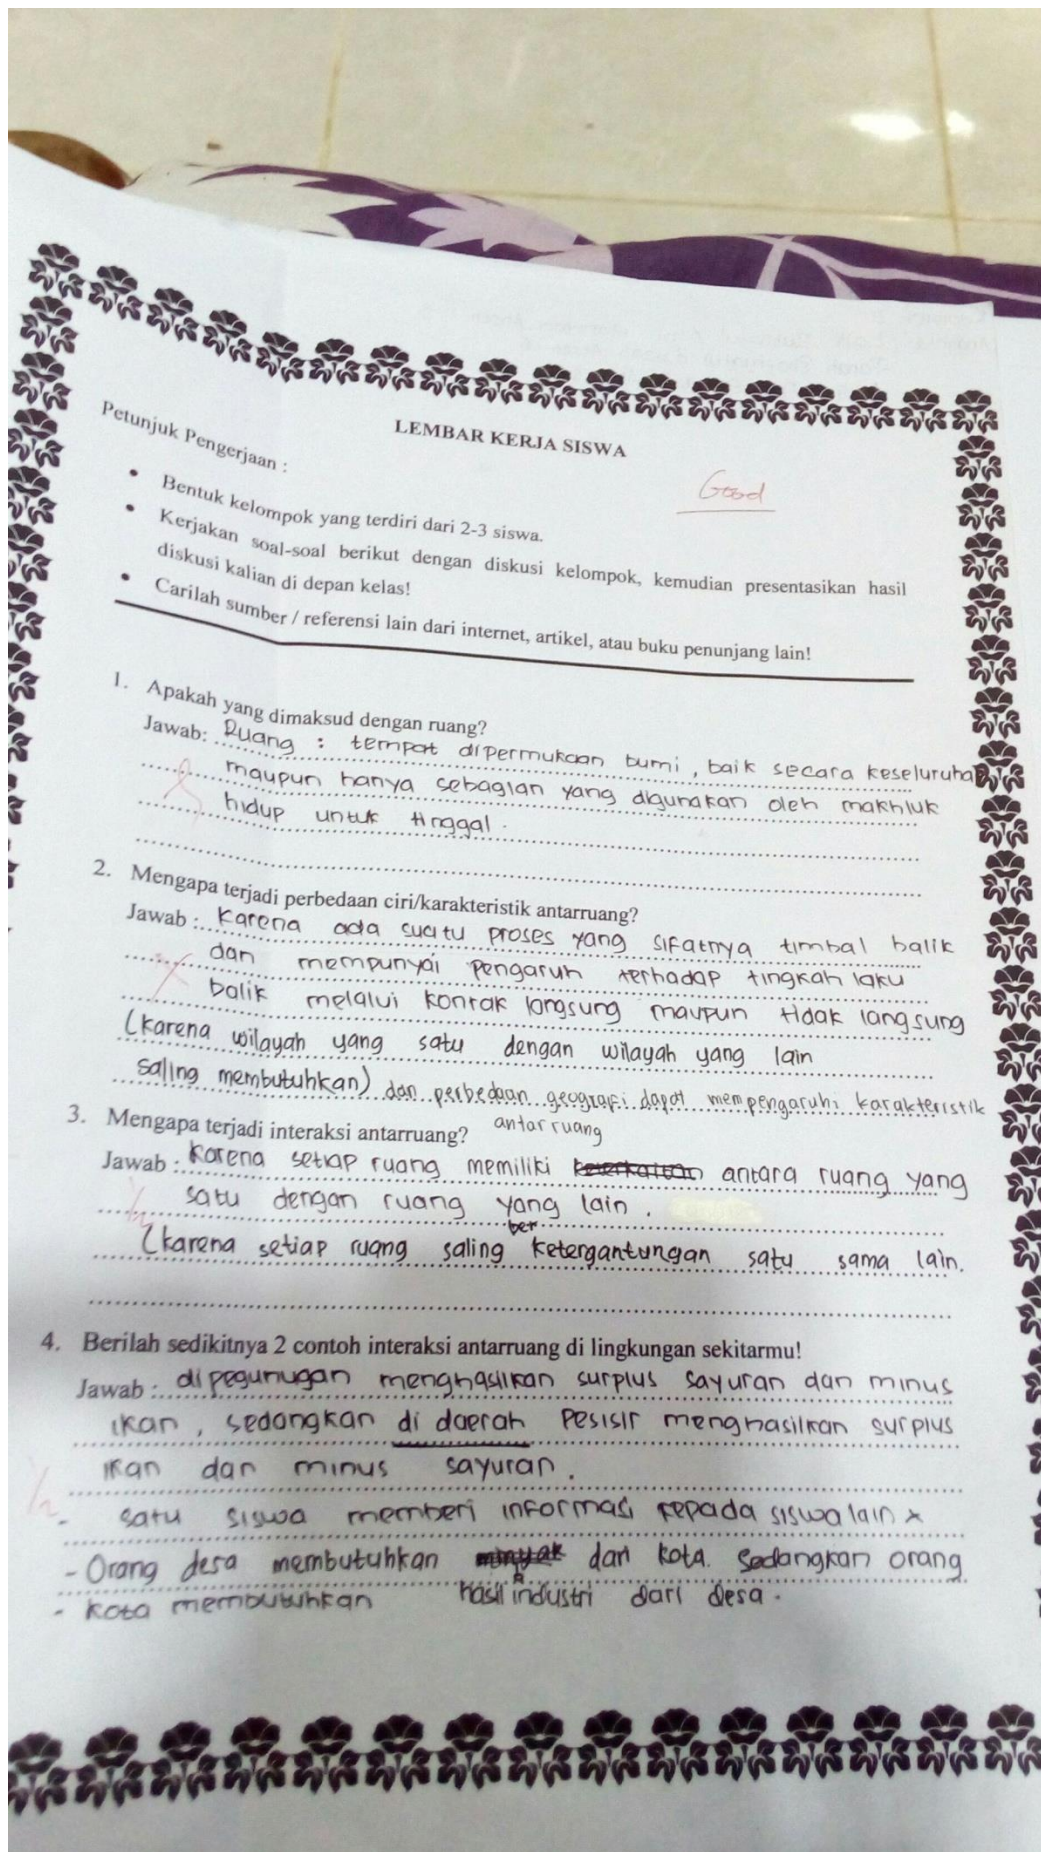 LEMBAR KERJA SISWA
Good
Petunjuk Pengerjaan :
• Bentuk kelompok yang terdiri dari 2-3 siswa.
• Kerjakan soal-soal berikut dengan diskusi kelompok, kemudian presentasikan hasil
diskusi kalian di depan kelas!
• Carilah sumber / referensi lain dari internet, artikel, atau buku penunjang lain!
1. Apakah yang dimaksud dengan ruang?
Jawab: Ruang : tempat dipermukaan bumi, baik secara keseluruhan
maupun hanya sebagian yang digunakan oleh makhluk
hidup untuk tinggal.
2. Mengapa terjadi perbedaan ciri/karakteristik antarruang?
Jawab : Karena ada suatu proses yang sifatnya timbal balik
dan mempunyai pengaruh terhadap tingkah laku
balik melalui kontak langsung maupun tidak langsung
(karena wilayah yang satu dengan wilayah yang lain
saling membutuhkan) dan perbedaan geografi dapat mempengaruhi karakteristik
antarruang
3. Mengapa terjadi interaksi antarruang?
Jawab : Karena setiap ruang memiliki keterkaitan antara ruang yang
satu dengan ruang yang lain.
ber
(karena setiap ruang saling ketergantungan satu sama lain.
4. Berilah sedikitnya 2 contoh interaksi antarruang di lingkungan sekitarmu!
Jawab : di pegunugan menghasilkan surplus sayuran dan minus
ikan, sedangkan di daerah pesisir menghasilkan surplus
ikan dan minus sayuran.
- satu siswa memberi informasi kepada siswa lain x
- Orang desa membutuhkan minyak dari kota. Sedangkan orang
- kota membutuhkan hasil industri dari desa.